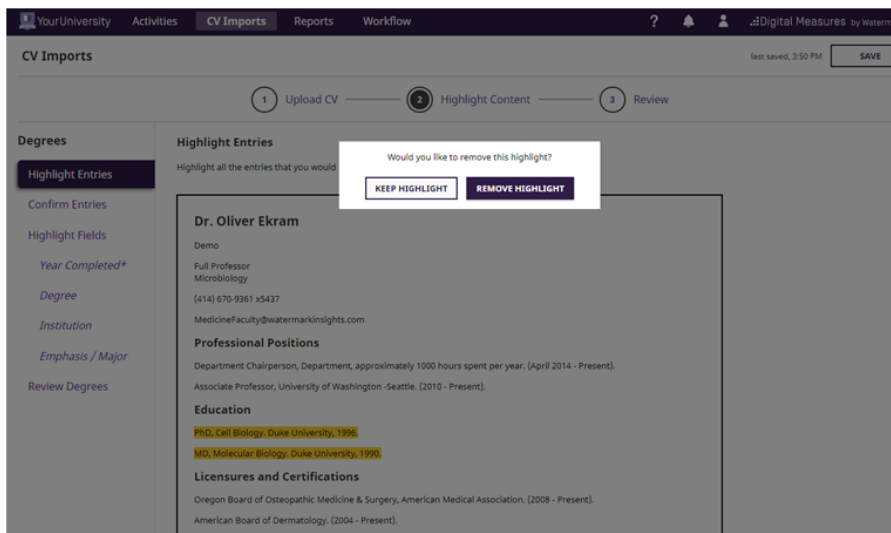 YourUniversity Activities CV Imports Reports Workflow ? .::Digital Measures by Waterm
CV Imports last saved, 3:50 PM SAVE
1 Upload CV 2 Highlight Content 3 Review
Degrees
Highlight Entries
Confirm Entries
Highlight Fields
Year Completed*
Degree
Institution
Emphasis / Major
Review Degrees
Highlight Entries
Highlight all the entries that you would
Would you like to remove this highlight?
KEEP HIGHLIGHT REMOVE HIGHLIGHT
Dr. Oliver Ekram
Demo
Full Professor
Microbiology
(414) 670-9361 x5437
MedicineFaculty@watermarkinsights.com
Professional Positions
Department Chairperson, Department, approximately 1000 hours spent per year. (April 2014 - Present).
Associate Professor, University of Washington -Seattle. (2010 - Present).
Education
PhD, Cell Biology. Duke University, 1996.
MD, Molecular Biology. Duke University, 1990.
Licensures and Certifications
Oregon Board of Osteopathic Medicine & Surgery, American Medical Association. (2008 - Present).
American Board of Dermatology. (2004 - Present).